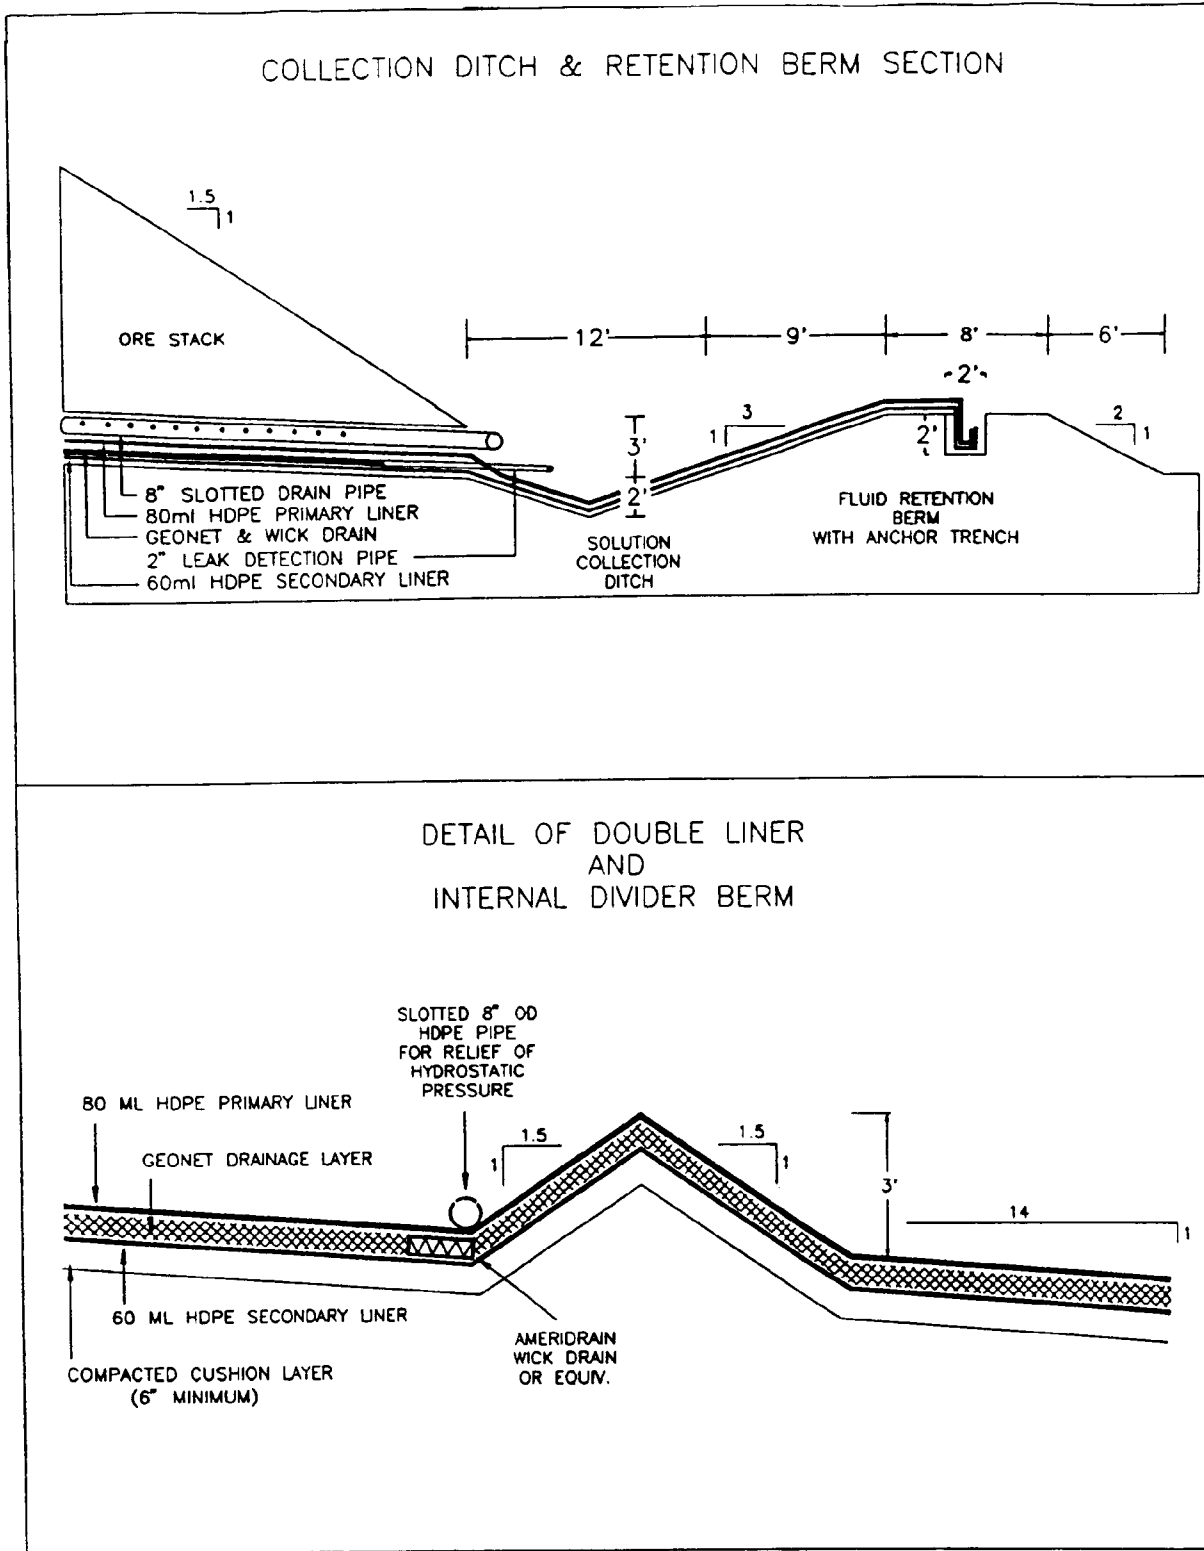 COLLECTION DITCH & RETENTION BERM SECTION
1.5
1
ORE STACK
12'
9'
8'
6'
2'
3
1
3'
2'
2
1
2'
8" SLOTTED DRAIN PIPE
80ml HDPE PRIMARY LINER
GEONET & WICK DRAIN
2" LEAK DETECTION PIPE
60ml HDPE SECONDARY LINER
SOLUTION
COLLECTION
DITCH
FLUID RETENTION
BERM
WITH ANCHOR TRENCH
DETAIL OF DOUBLE LINER
AND
INTERNAL DIVIDER BERM
SLOTTED 8" OD
HDPE PIPE
FOR RELIEF OF
HYDROSTATIC
PRESSURE
80 ML HDPE PRIMARY LINER
GEONET DRAINAGE LAYER
1.5
1
1.5
1
3'
14
1
60 ML HDPE SECONDARY LINER
COMPACTED CUSHION LAYER
(6" MINIMUM)
AMERIDRAIN
WICK DRAIN
OR EQUIV.